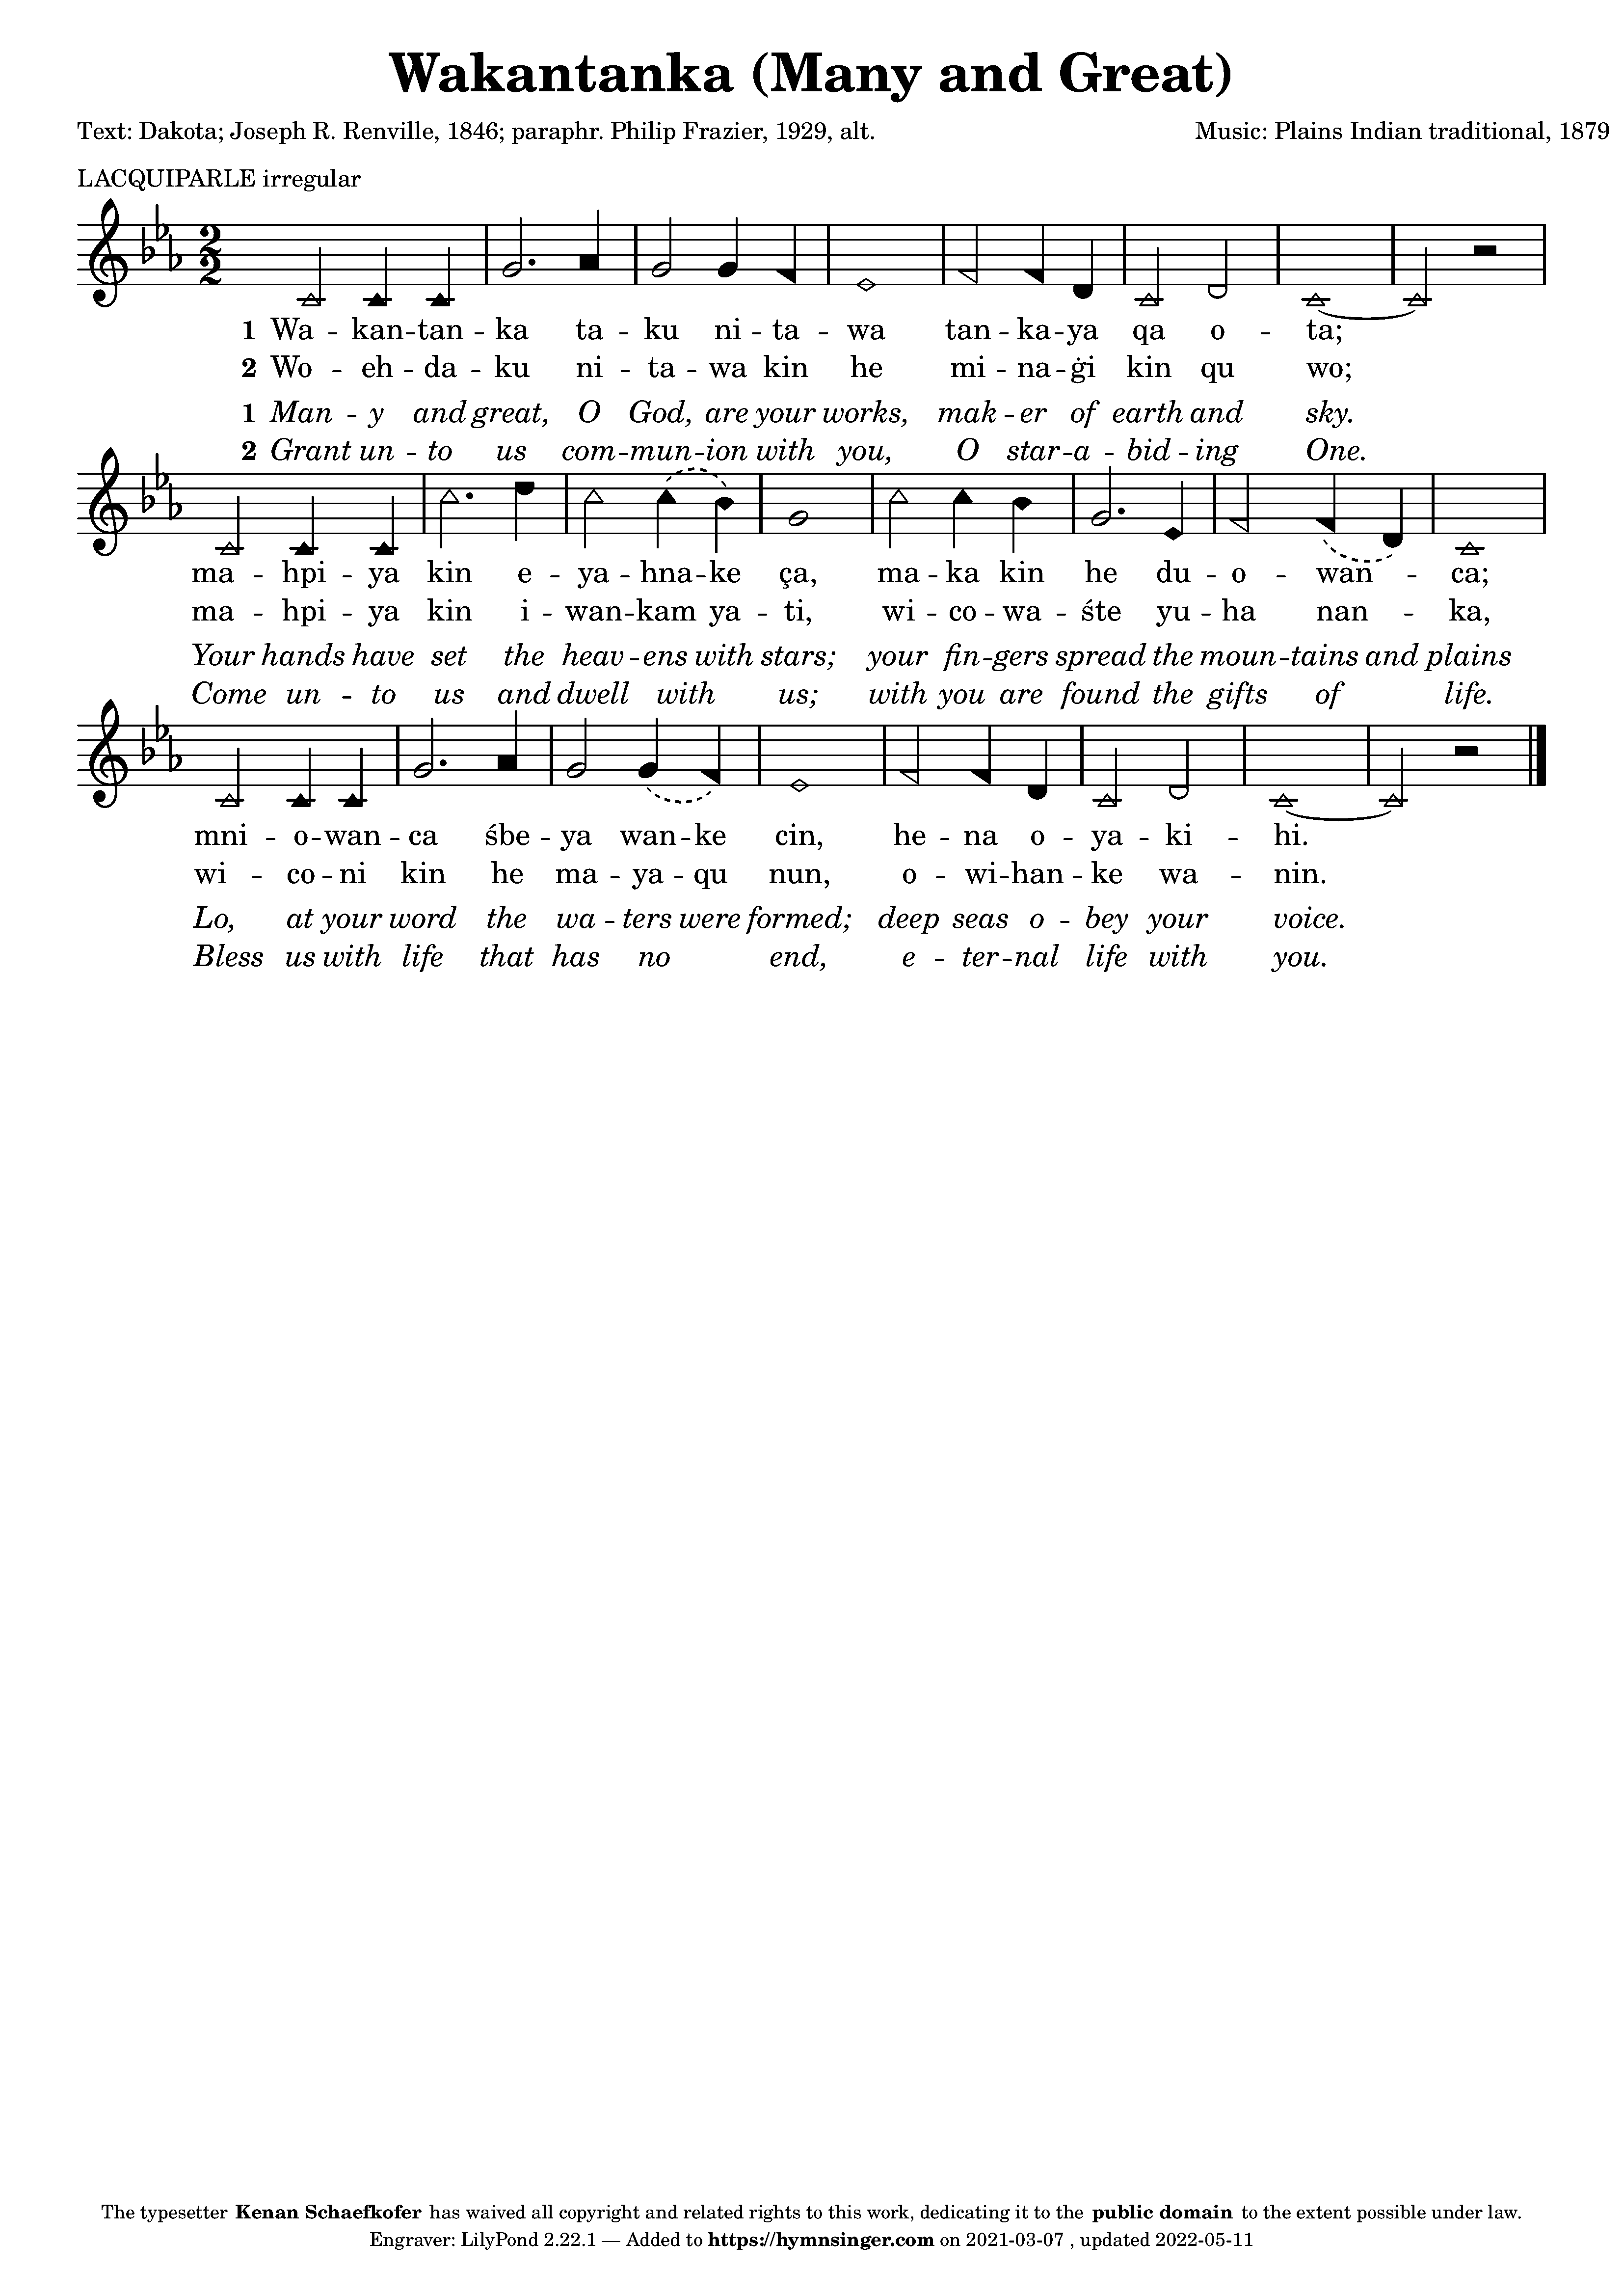 Wakantanka (Many and Great)
Text: Dakota; Joseph R. Renville, 1846; paraphr. Philip Frazier, 1929, alt.
Music: Plains Indian traditional, 1879
LACQUIPARLE irregular
2
2
1 Wa - kan - tan - ka ta - ku ni - ta - wa tan - ka - ya qa o - ta;
2 Wo - eh - da - ku ni - ta - wa kin he mi - na - ġi kin qu wo;
1 Man - y and great, O God, are your works, mak - er of earth and sky.
2 Grant un - to us com - mun - ion with you, O star - a - bid - ing One.
ma - hpi - ya kin e - ya - hna - ke ça, ma - ka kin he du - o - wan - ca;
ma - hpi - ya kin i - wan - kam ya - ti, wi - co - wa - śte yu - ha nan - ka,
Your hands have set the heav - ens with stars; your fin - gers spread the moun - tains and plains
Come un - to us and dwell with us; with you are found the gifts of life.
mni - o - wan - ca śbe - ya wan - ke cin, he - na o - ya - ki - hi.
wi - co - ni kin he ma - ya - qu nun, o - wi - han - ke wa - nin.
Lo, at your word the wa - ters were formed; deep seas o - bey your voice.
Bless us with life that has no end, e - ter - nal life with you.
The typesetter Kenan Schaefkofer has waived all copyright and related rights to this work, dedicating it to the public domain to the extent possible under law.
Engraver: LilyPond 2.22.1 — Added to https://hymnsinger.com on 2021-03-07 , updated 2022-05-11